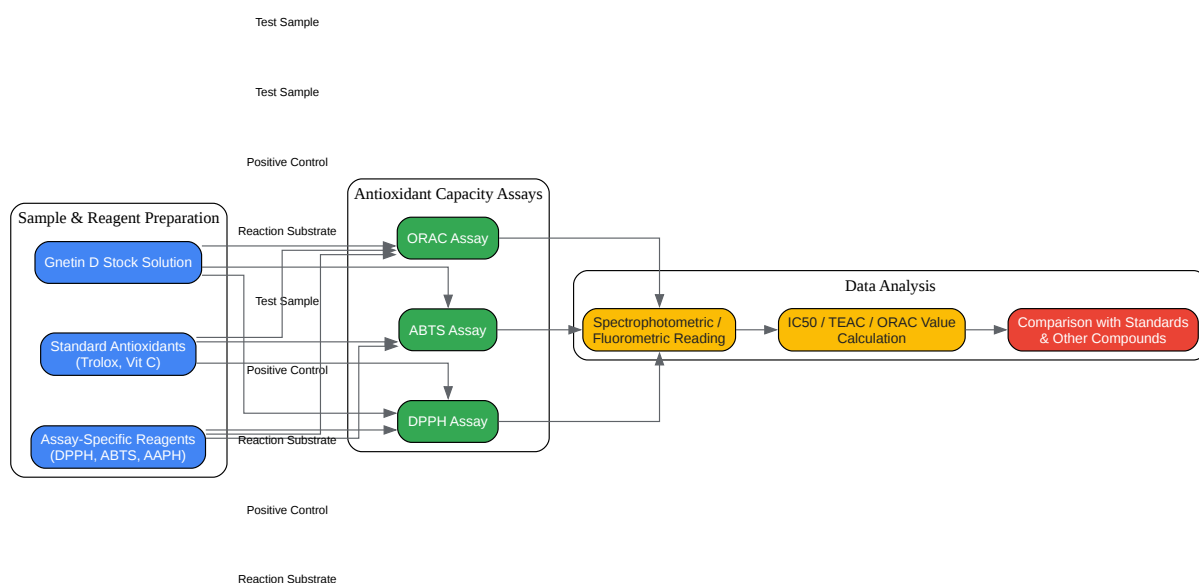 Test Sample
Test Sample
Positive Control
Sample & Reagent Preparation
Gnetin D Stock Solution
Standard Antioxidants
(Trolox, Vit C)
Assay-Specific Reagents
(DPPH, ABTS, AAPH)
Reaction Substrate
Test Sample
Positive Control
Reaction Substrate
Positive Control
Reaction Substrate
Antioxidant Capacity Assays
ORAC Assay
ABTS Assay
DPPH Assay
Data Analysis
Spectrophotometric /
Fluorometric Reading
IC50 / TEAC / ORAC Value
Calculation
Comparison with Standards
& Other Compounds